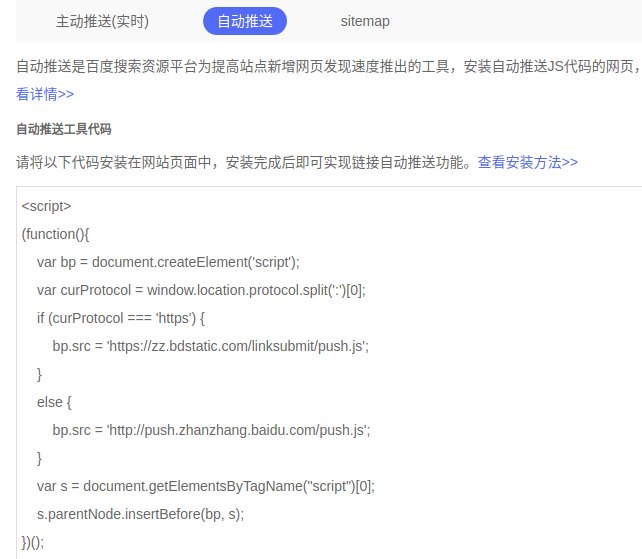 主动推送(实时) 自动推送 sitemap
自动推送是百度搜索资源平台为提高站点新增网页发现速度推出的工具，安装自动推送JS代码的网页，
看详情>>
自动推送工具代码
请将以下代码安装在网站页面中，安装完成后即可实现链接自动推送功能。查看安装方法>>
<script>
(function(){
    var bp = document.createElement('script');
    var curProtocol = window.location.protocol.split(':')[0];
    if (curProtocol === 'https') {
        bp.src = 'https://zz.bdstatic.com/linksubmit/push.js';
    }
    else {
        bp.src = 'http://push.zhanzhang.baidu.com/push.js';
    }
    var s = document.getElementsByTagName("script")[0];
    s.parentNode.insertBefore(bp, s);
})();